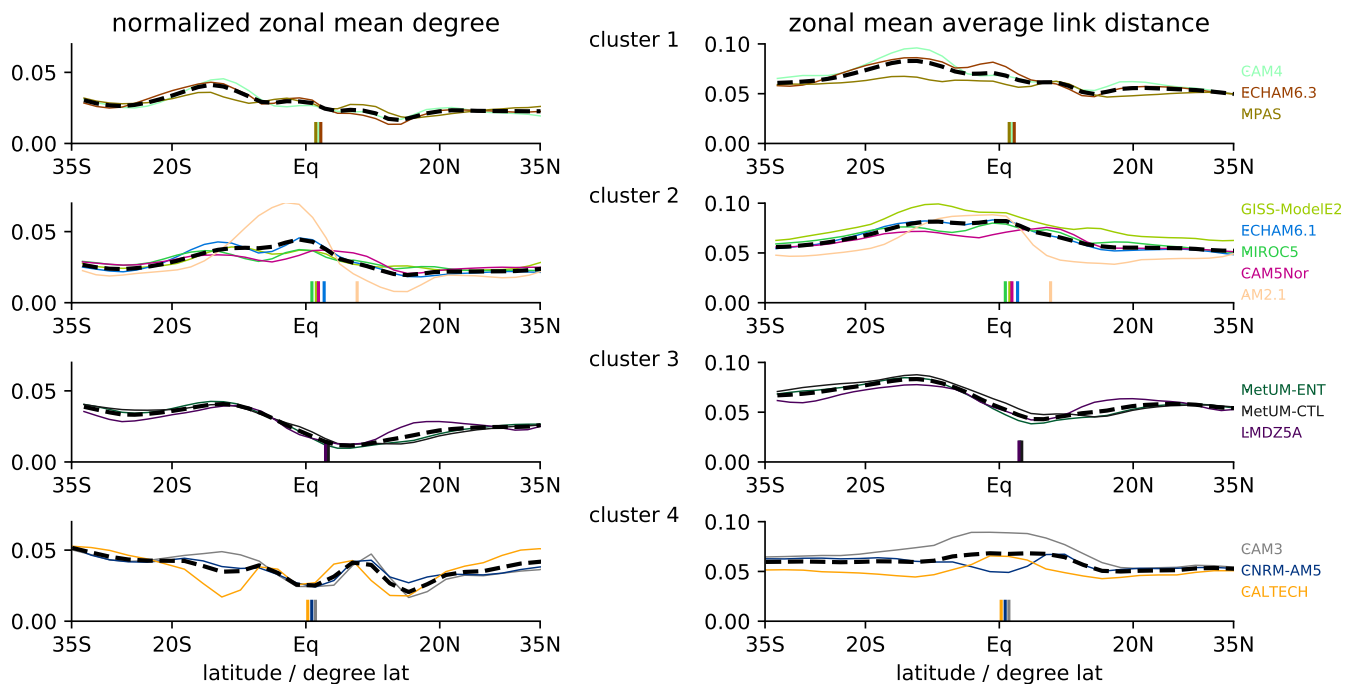 normalized zonal mean degree
zonal mean average link distance
cluster 1
0.05
0.00
35S 20S Eq 20N 35N
0.10
0.05
0.00
35S 20S Eq 20N 35N
CAM4
ECHAM6.3
MPAS
cluster 2
0.05
0.00
35S 20S Eq 20N 35N
0.10
0.05
0.00
35S 20S Eq 20N 35N
GISS-ModelE2
ECHAM6.1
MIROC5
CAM5Nor
AM2.1
cluster 3
0.05
0.00
35S 20S Eq 20N 35N
0.10
0.05
0.00
35S 20S Eq 20N 35N
MetUM-ENT
MetUM-CTL
LMDZ5A
cluster 4
0.05
0.00
35S 20S Eq 20N 35N
latitude / degree lat
0.10
0.05
0.00
35S 20S Eq 20N 35N
latitude / degree lat
CAM3
CNRM-AM5
CALTECH